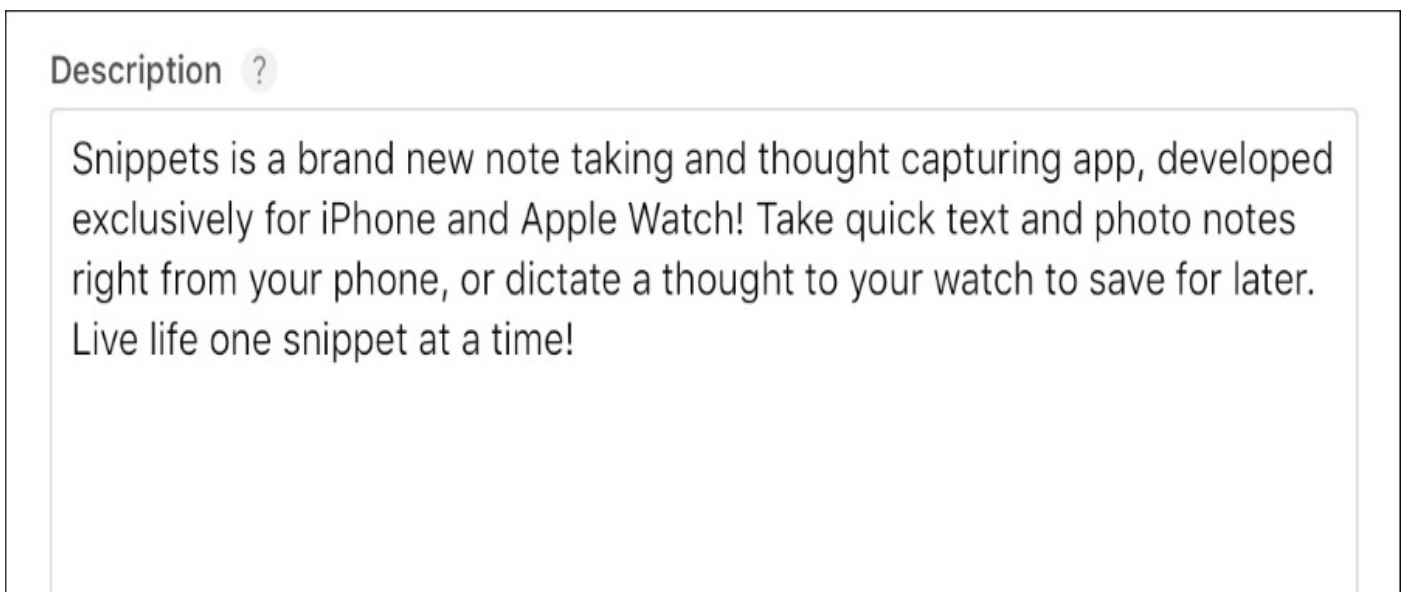 Description ?
Snippets is a brand new note taking and thought capturing app, developed
exclusively for iPhone and Apple Watch! Take quick text and photo notes
right from your phone, or dictate a thought to your watch to save for later.
Live life one snippet at a time!